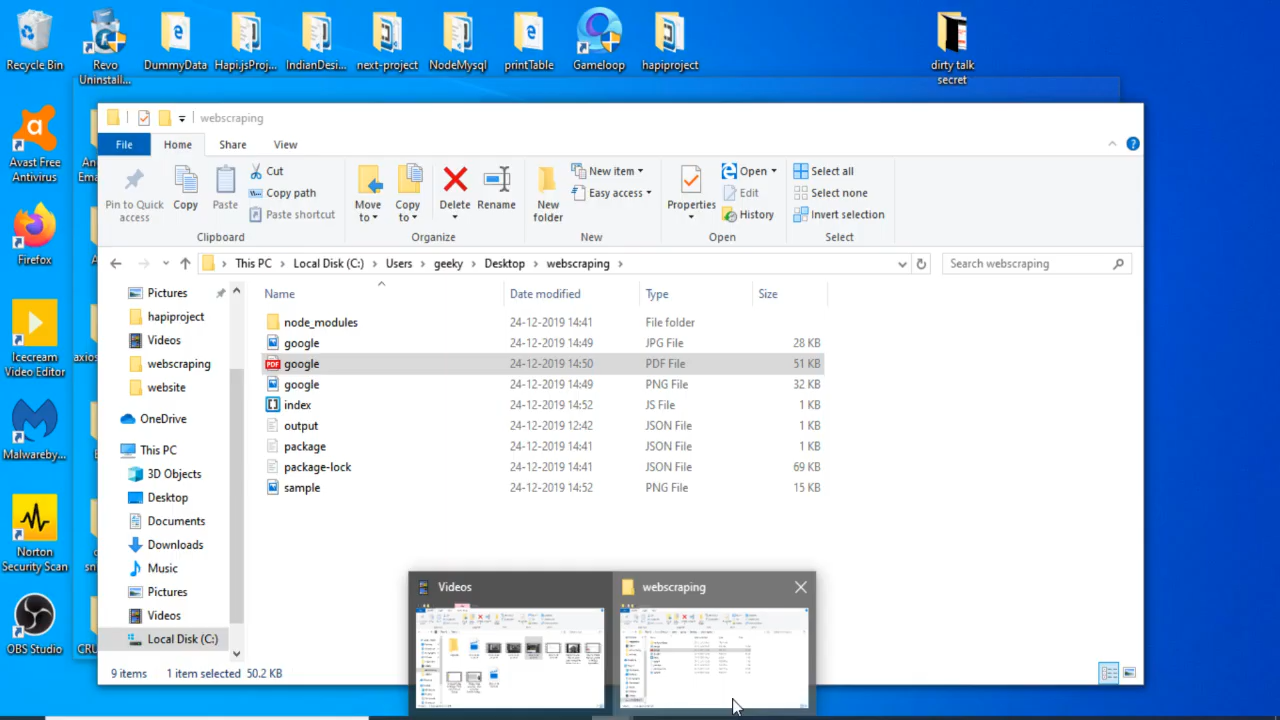 Recycle Bin
Revo
Uninstall...
DummyData
Hapi.jsProj...
IndianDesi...
next-project
NodeMysql
printTable
Gameloop
hapiproject
dirty talk
secret
Avast Free
Antivirus
Firefox
Icecream
Video Editor
Malwareby...
Norton
Security Scan
OBS Studio
webscraping
File
Home
Share
View
Pin to Quick
access
Copy
Paste
Cut
Copy path
Paste shortcut
Clipboard
Move
to
Copy
to
Delete
Rename
Organize
New
folder
New item
Easy access
New
Properties
Open
Edit
History
Open
Select all
Select none
Invert selection
Select
This PC > Local Disk (C:) > Users > geeky > Desktop > webscraping >
Search webscraping
Pictures
hapiproject
Videos
webscraping
website
OneDrive
This PC
3D Objects
Desktop
Documents
Downloads
Music
Pictures
Videos
Local Disk (C:)
Name Date modified Type Size
node_modules 24-12-2019 14:41 File folder
google 24-12-2019 14:49 JPG File 28 KB
PDF google 24-12-2019 14:50 PDF File 51 KB
google 24-12-2019 14:49 PNG File 32 KB
index 24-12-2019 14:52 JS File 1 KB
output 24-12-2019 12:42 JSON File 1 KB
package 24-12-2019 14:41 JSON File 1 KB
package-lock 24-12-2019 14:41 JSON File 69 KB
sample 24-12-2019 14:52 PNG File 15 KB
Videos
webscraping
9 items 1 item selected 50.2 KB